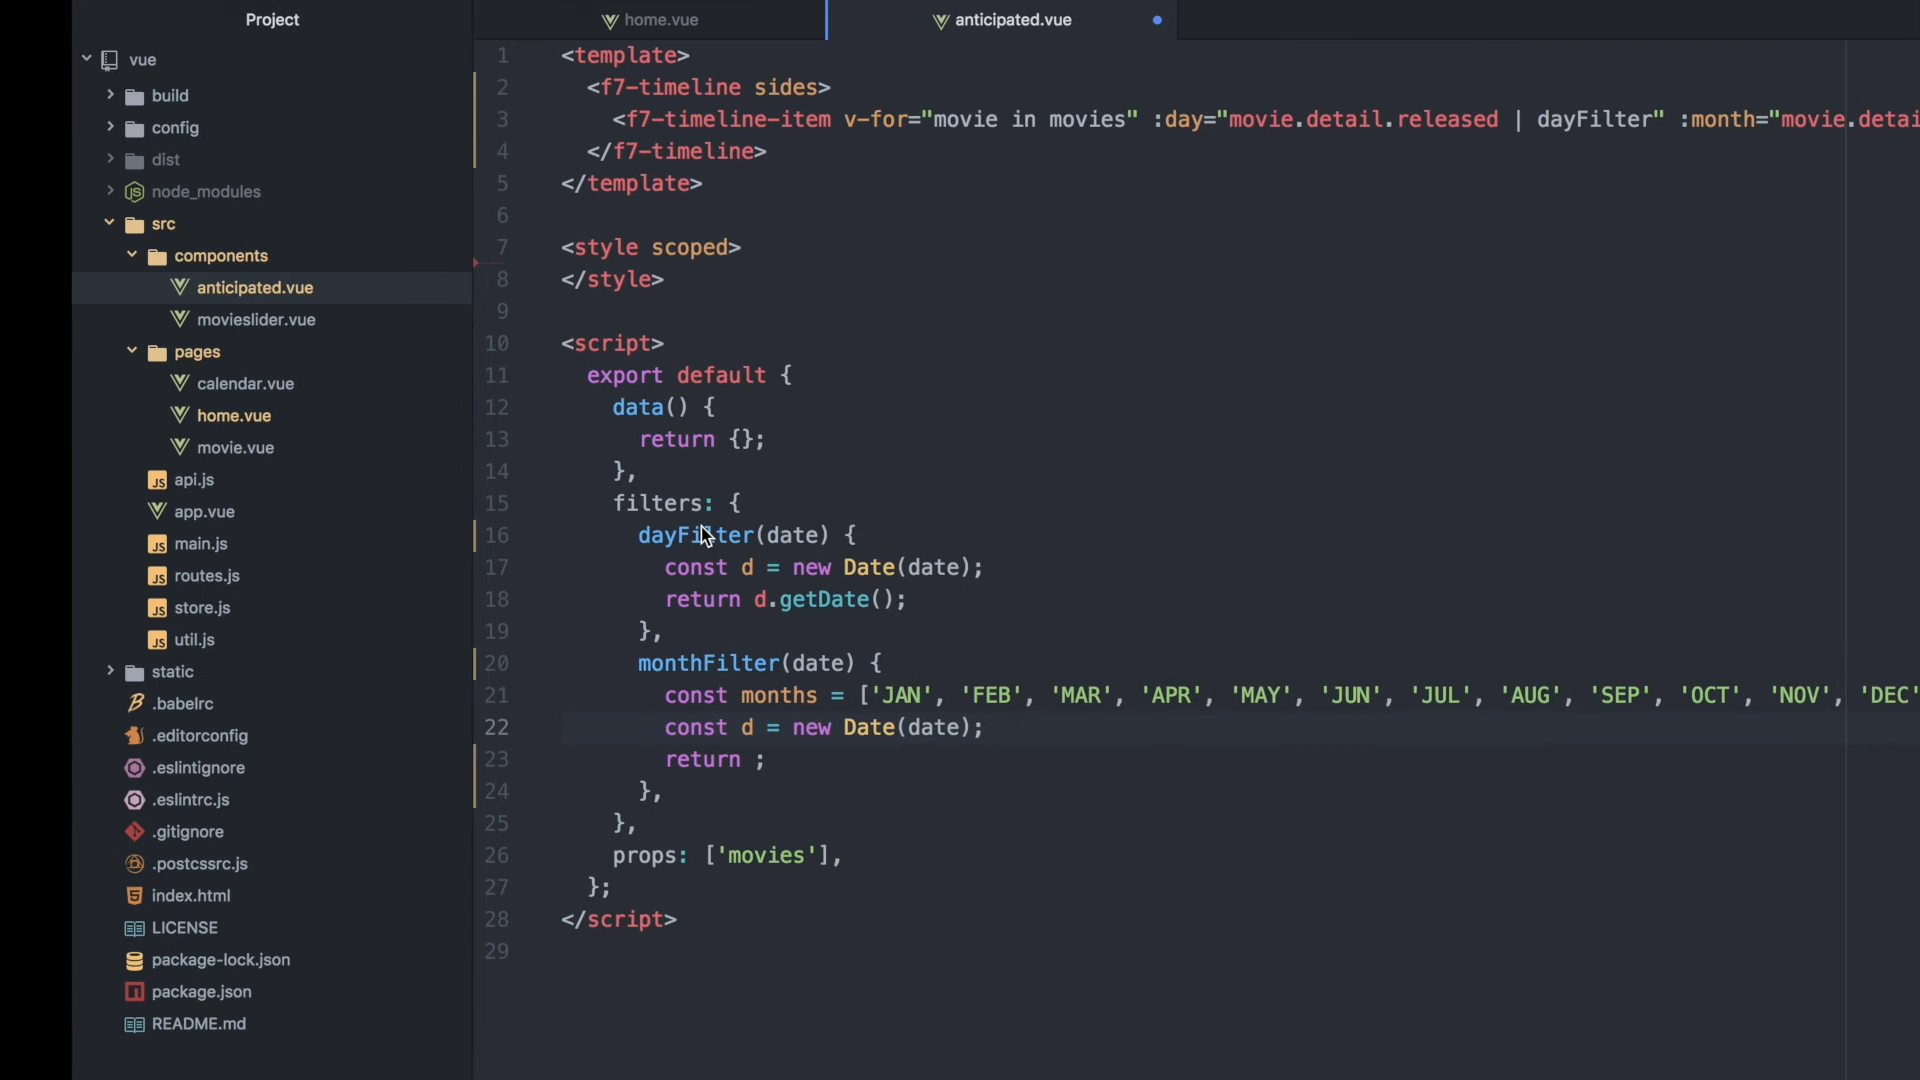 Project
vue
build
config
dist
node_modules
src
components
anticipated.vue
movieslider.vue
pages
calendar.vue
home.vue
movie.vue
api.js
app.vue
main.js
routes.js
store.js
util.js
static
.babelrc
.editorconfig
.eslintignore
.eslintrc.js
.gitignore
.postcssrc.js
index.html
LICENSE
package-lock.json
package.json
README.md
home.vue
anticipated.vue
1 <template>
2 <f7-timeline sides>
3 <f7-timeline-item v-for="movie in movies" :day="movie.detail.released | dayFilter" :month="movie.detai
4 </f7-timeline>
5 </template>
6
7 <style scoped>
8 </style>
9
10 <script>
11 export default {
12 data() {
13 return {};
14 },
15 filters: {
16 dayFilter(date) {
17 const d = new Date(date);
18 return d.getDate();
19 },
20 monthFilter(date) {
21 const months = ['JAN', 'FEB', 'MAR', 'APR', 'MAY', 'JUN', 'JUL', 'AUG', 'SEP', 'OCT', 'NOV', 'DEC'
22 const d = new Date(date);
23 return ;
24 },
25 },
26 props: ['movies'],
27 };
28 </script>
29